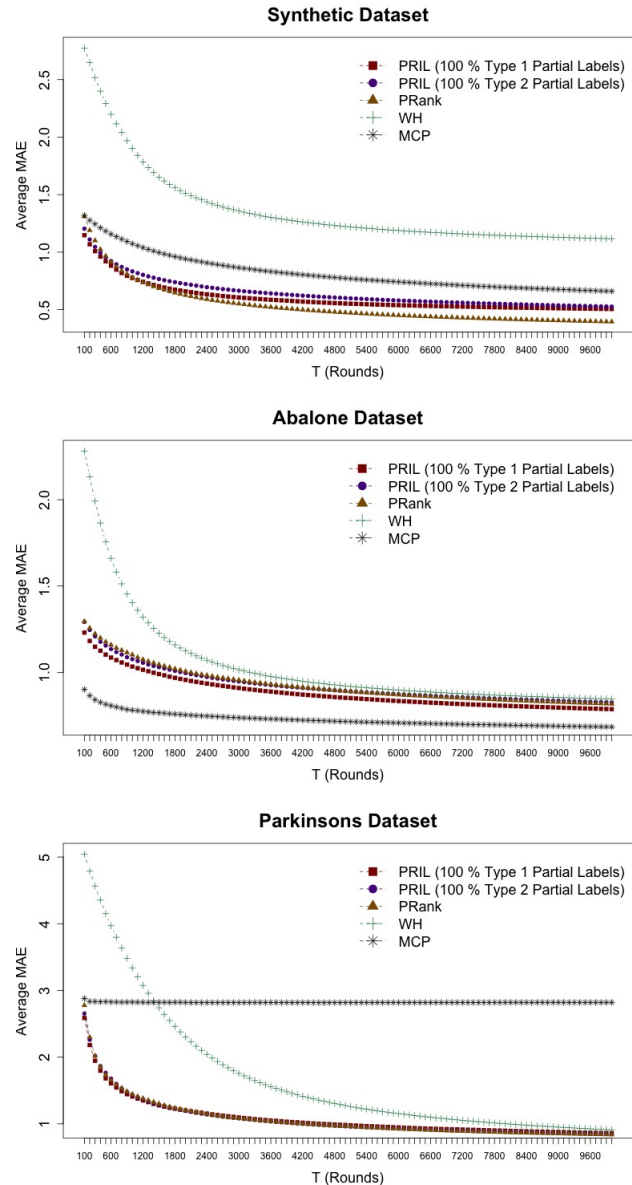 Synthetic Dataset
Average MAE
2.5
2.0
1.5
1.0
0.5
PRIL (100 % Type 1 Partial Labels)
PRIL (100 % Type 2 Partial Labels)
PRank
WH
MCP
100 600 1200 1800 2400 3000 3600 4200 4800 5400 6000 6600 7200 7800 8400 9000 9600
T (Rounds)
Abalone Dataset
Average MAE
2.0
1.5
1.0
PRIL (100 % Type 1 Partial Labels)
PRIL (100 % Type 2 Partial Labels)
PRank
WH
MCP
100 600 1200 1800 2400 3000 3600 4200 4800 5400 6000 6600 7200 7800 8400 9000 9600
T (Rounds)
Parkinsons Dataset
Average MAE
5
4
3
2
1
PRIL (100 % Type 1 Partial Labels)
PRIL (100 % Type 2 Partial Labels)
PRank
WH
MCP
100 600 1200 1800 2400 3000 3600 4200 4800 5400 6000 6600 7200 7800 8400 9000 9600
T (Rounds)